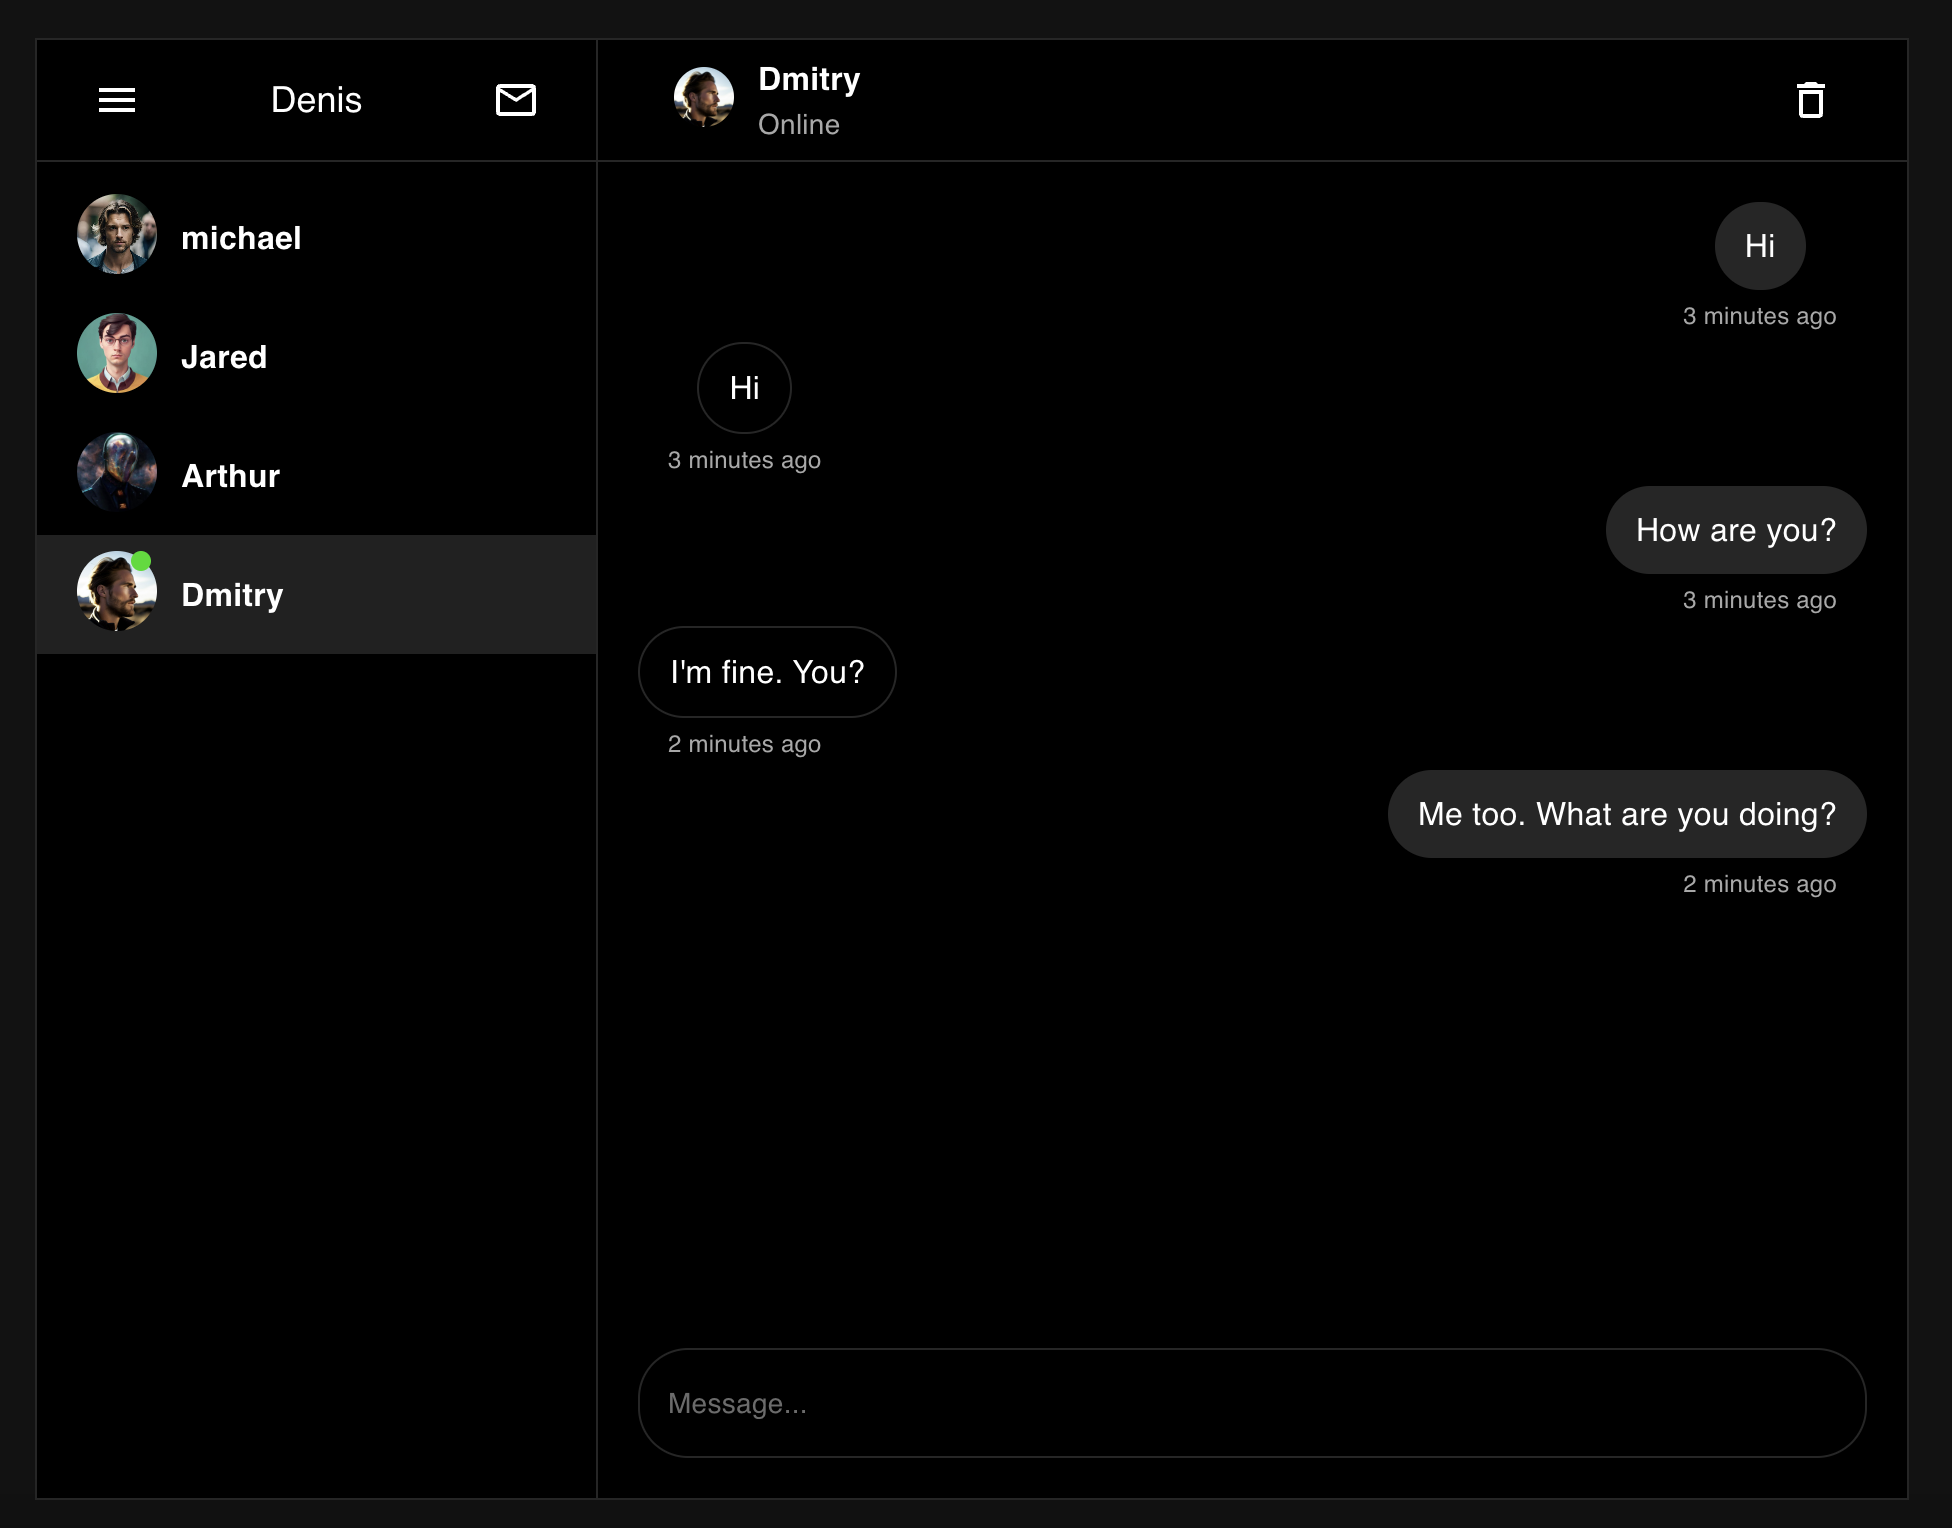 Denis
michael
Jared
Arthur
Dmitry
Dmitry
Online
Hi
3 minutes ago
Hi
3 minutes ago
How are you?
3 minutes ago
I'm fine. You?
2 minutes ago
Me too. What are you doing?
2 minutes ago
Message...